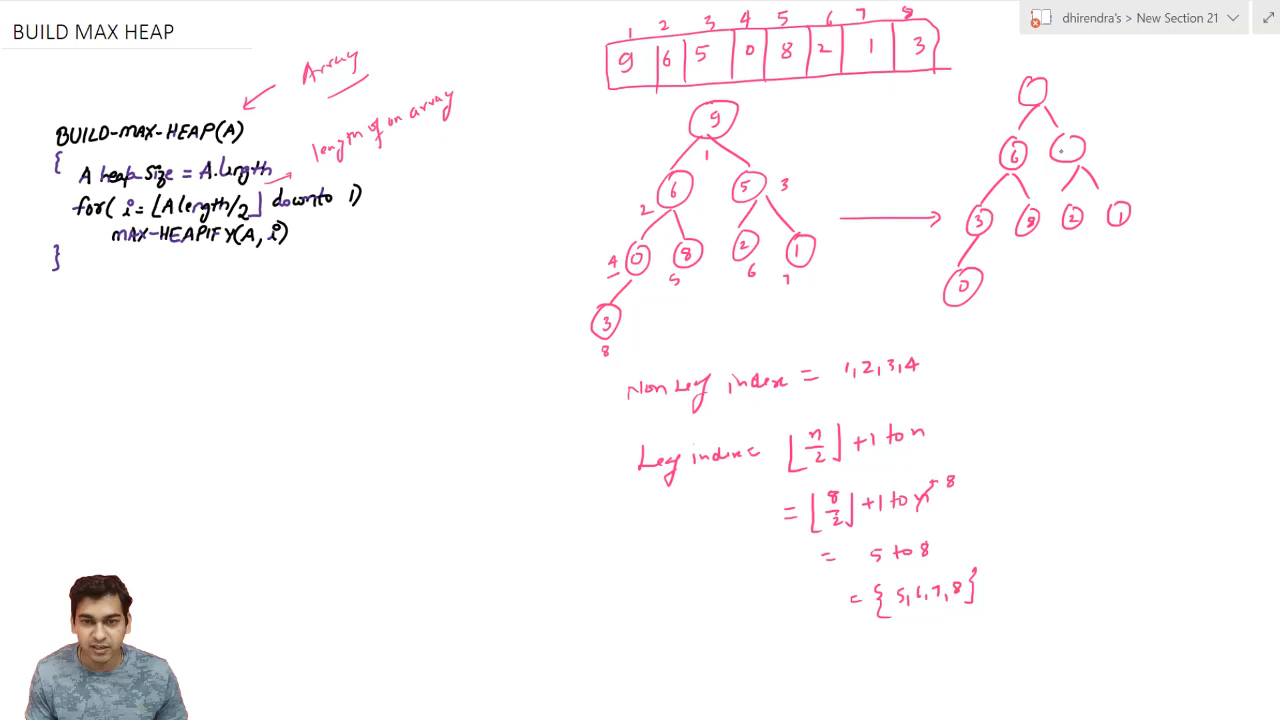 BUILD MAX HEAP
dhirendra's > New Section 21
Array
length of an array
BUILD-MAX-HEAP(A)
{
A heap size = A.length
for( i= ⌊A length/2⌋ downto 1)
MAX-HEAPIFY(A, i)
}
1 2 3 4 5 6 7 8
9 6 5 0 8 2 1 3
9
1
6 5 3
2
4 0 8 2 1
5 6 7
3
8
6
3 8 2 1
0
Non Leg index = 1,2,3,4
Leg index = ⌊n/2⌋ +1 to n
= ⌊8/2⌋ +1 to n 8
= 5 to 8
= {5,6,7,8}